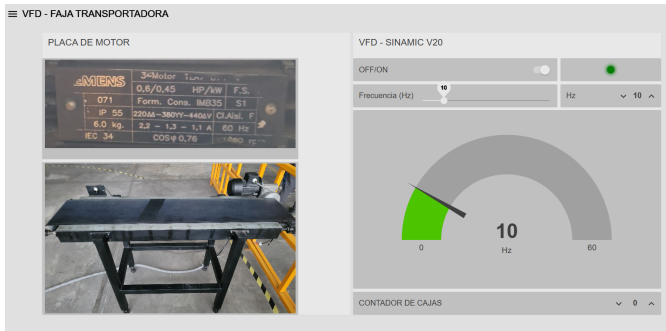 VFD - FAJA TRANSPORTADORA
PLACA DE MOTOR
3~Motor
0,6/0,45 HP/kW F.S.
071 Form. Cons. IMB35 S1
IP 55 220ΔΔ-380YY-440ΔV Cl.Aisl. F
6.0 kg. 2,2 - 1,3 - 1,1 A 60 Hz
IEC 34 COSφ 0,76
VFD - SINAMIC V20
OFF/ON
Frecuencia (Hz) 10 Hz 10
10
Hz
0 60
CONTADOR DE CAJAS 0